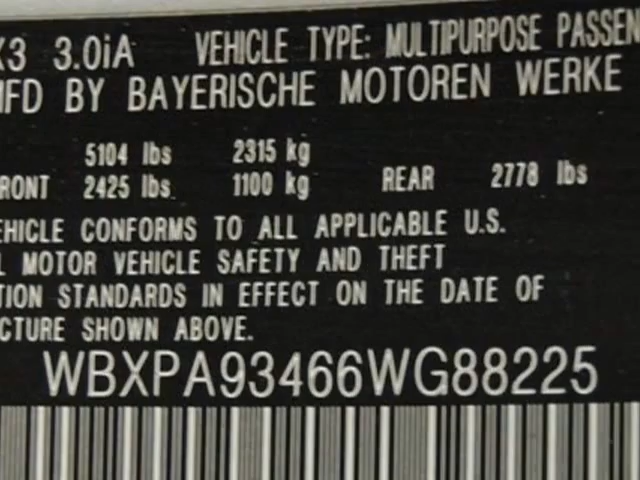 X3 3.0iA VEHICLE TYPE: MULTIPURPOSE PASSEN
MFD BY BAYERISCHE MOTOREN WERKE
5104 lbs 2315 kg
FRONT 2425 lbs 1100 kg REAR 2778 lbs
EHICLE CONFORMS TO ALL APPLICABLE U.S.
L MOTOR VEHICLE SAFETY AND THEFT
TION STANDARDS IN EFFECT ON THE DATE OF
CTURE SHOWN ABOVE.
WBXPA93466WG88225